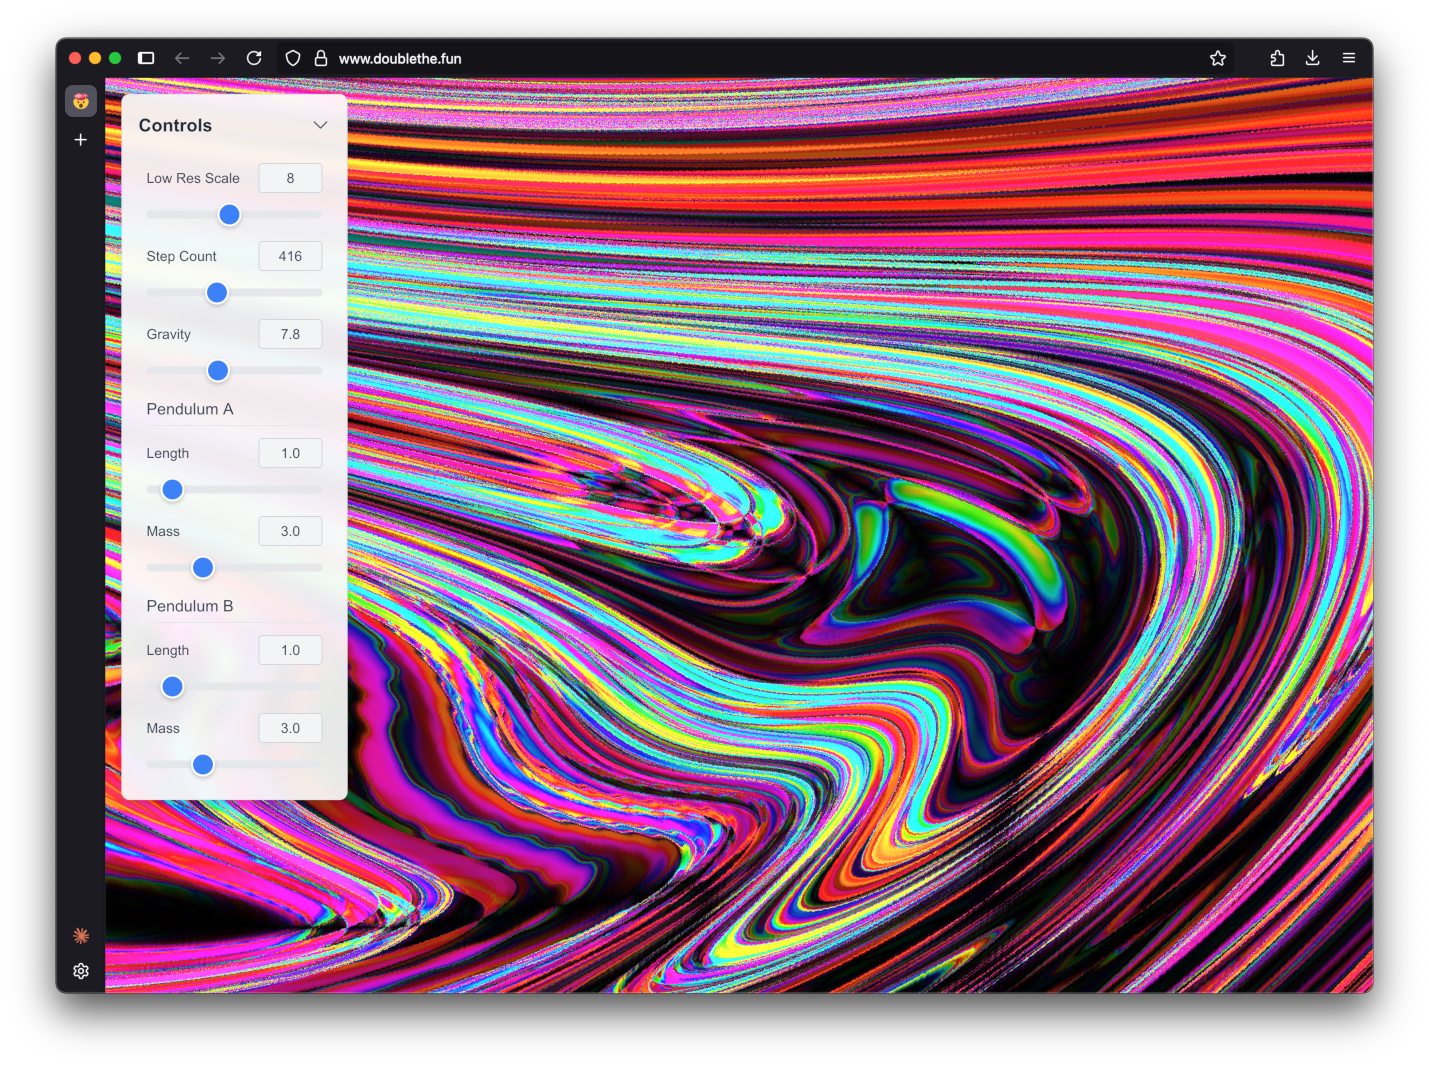 www.doublethe.fun
Controls
Low Res Scale 8
Step Count 416
Gravity 7.8
Pendulum A
Length 1.0
Mass 3.0
Pendulum B
Length 1.0
Mass 3.0